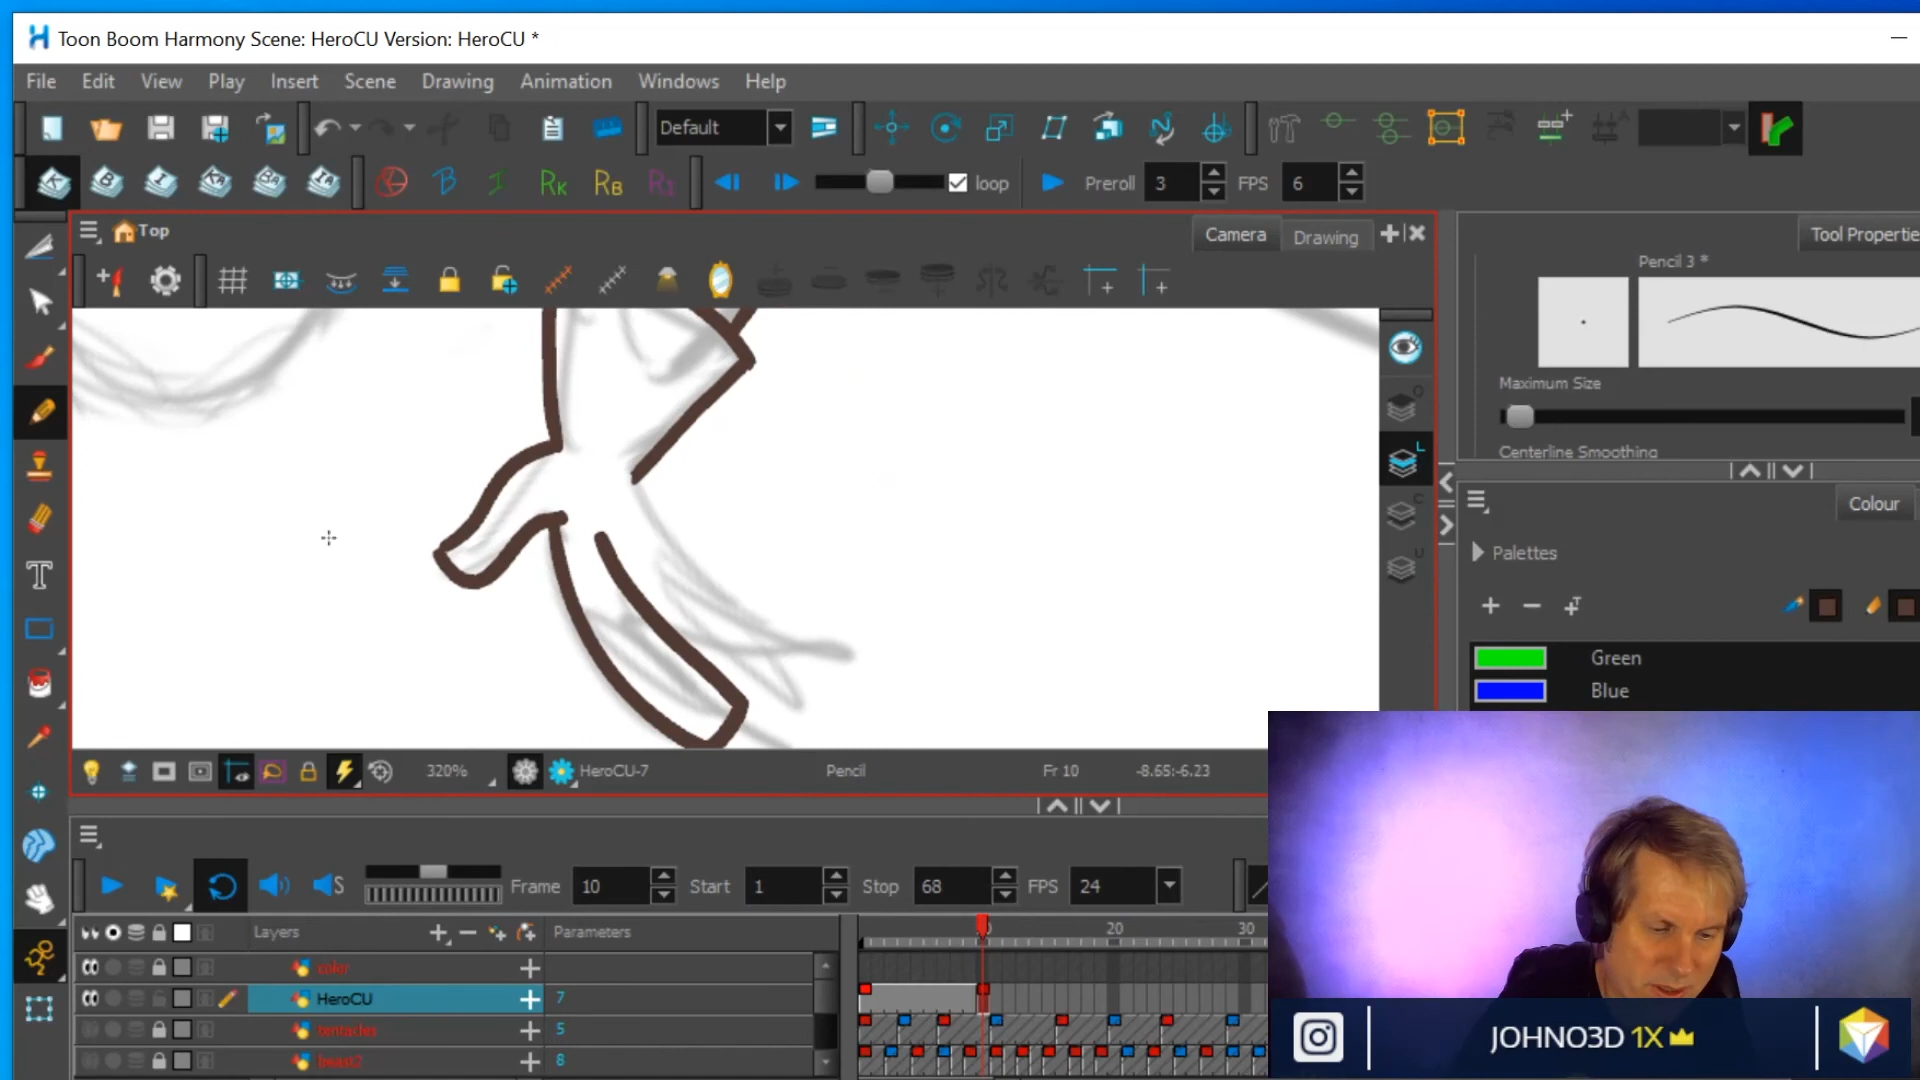 Toon Boom Harmony Scene: HeroCU Version: HeroCU *
File Edit View Play Insert Scene Drawing Animation Windows Help
Default
loop Preroll 3 FPS 6
Top Camera Drawing Tool Propertie
Pencil 3 *
Maximum Size
Centerline Smoothing
Colour
Palettes
Green
Blue
320% HeroCU-7 Pencil Fr 10 -8.65:-6.23
Frame 10 Start 1 Stop 68 FPS 24
Layers Parameters 20 30
color
HeroCU 7
tentacles 5
beast2 8
JOHNO3D 1X